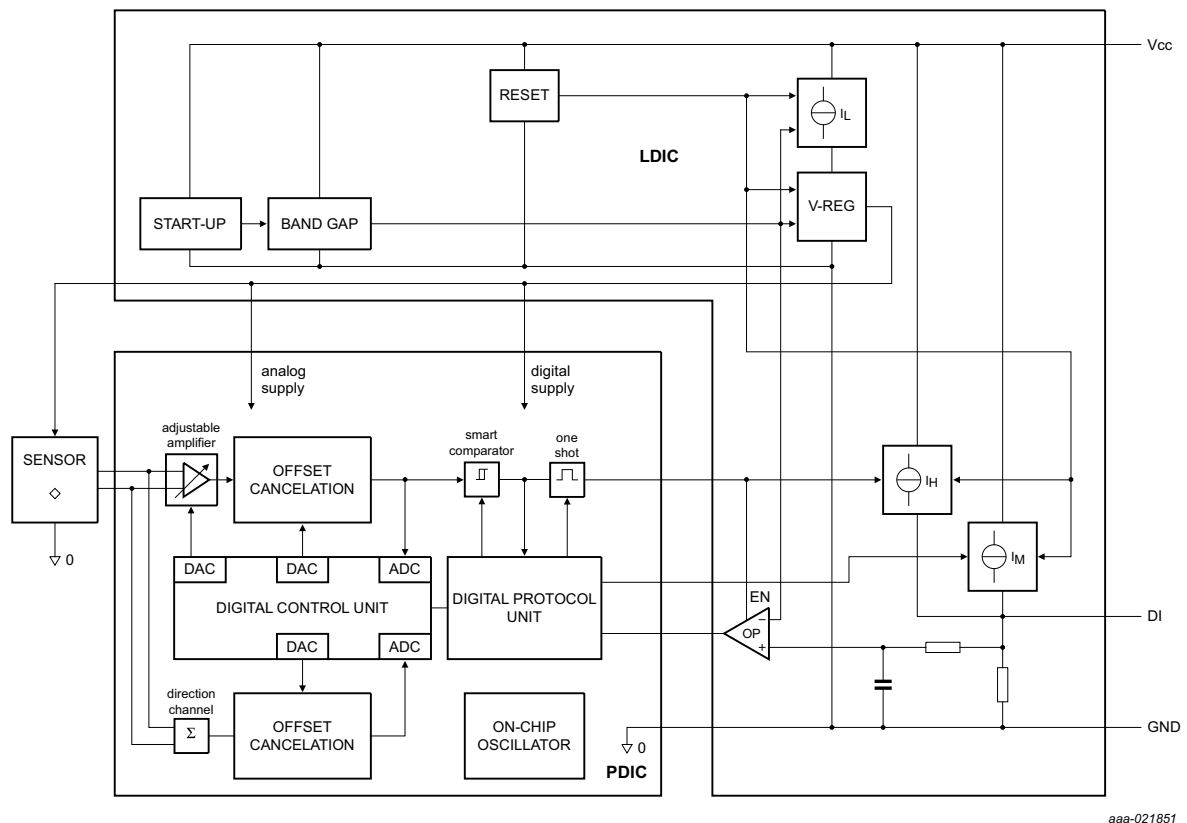 Vcc
RESET
I_L
LDIC
START-UP
BAND GAP
V-REG
analog
supply
digital
supply
adjustable
amplifier
smart
comparator
one
shot
SENSOR
OFFSET
CANCELATION
I_H
0
DAC
DAC
ADC
I_M
DIGITAL CONTROL UNIT
DIGITAL PROTOCOL
UNIT
EN
DI
OP
−
+
DAC
ADC
direction
channel
Σ
OFFSET
CANCELATION
ON-CHIP
OSCILLATOR
0
PDIC
GND
aaa-021851